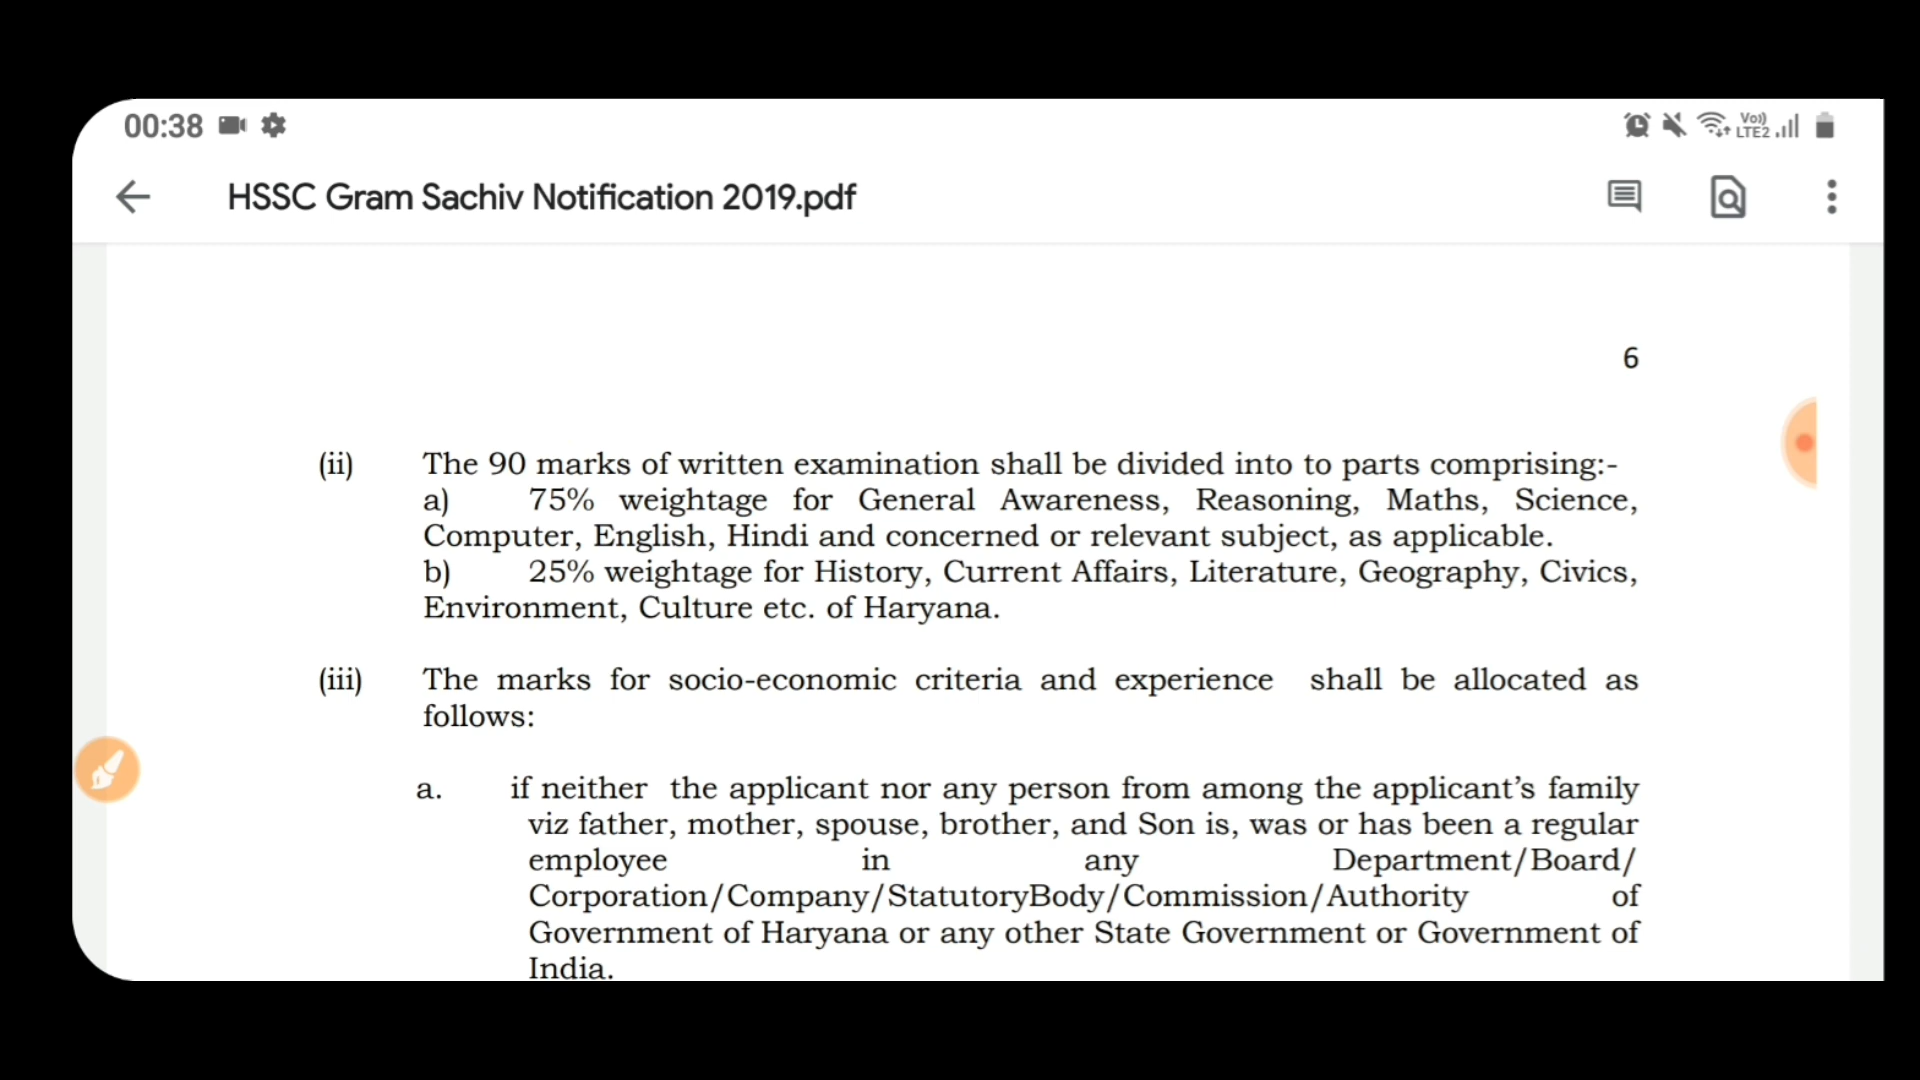 00:38
Vo)) LTE2
HSSC Gram Sachiv Notification 2019.pdf
6
(ii) The 90 marks of written examination shall be divided into to parts comprising:-
a) 75% weightage for General Awareness, Reasoning, Maths, Science,
Computer, English, Hindi and concerned or relevant subject, as applicable.
b) 25% weightage for History, Current Affairs, Literature, Geography, Civics,
Environment, Culture etc. of Haryana.
(iii) The marks for socio-economic criteria and experience shall be allocated as
follows:
a. if neither the applicant nor any person from among the applicant’s family
viz father, mother, spouse, brother, and Son is, was or has been a regular
employee in any Department/Board/
Corporation/Company/StatutoryBody/Commission/Authority of
Government of Haryana or any other State Government or Government of
India.